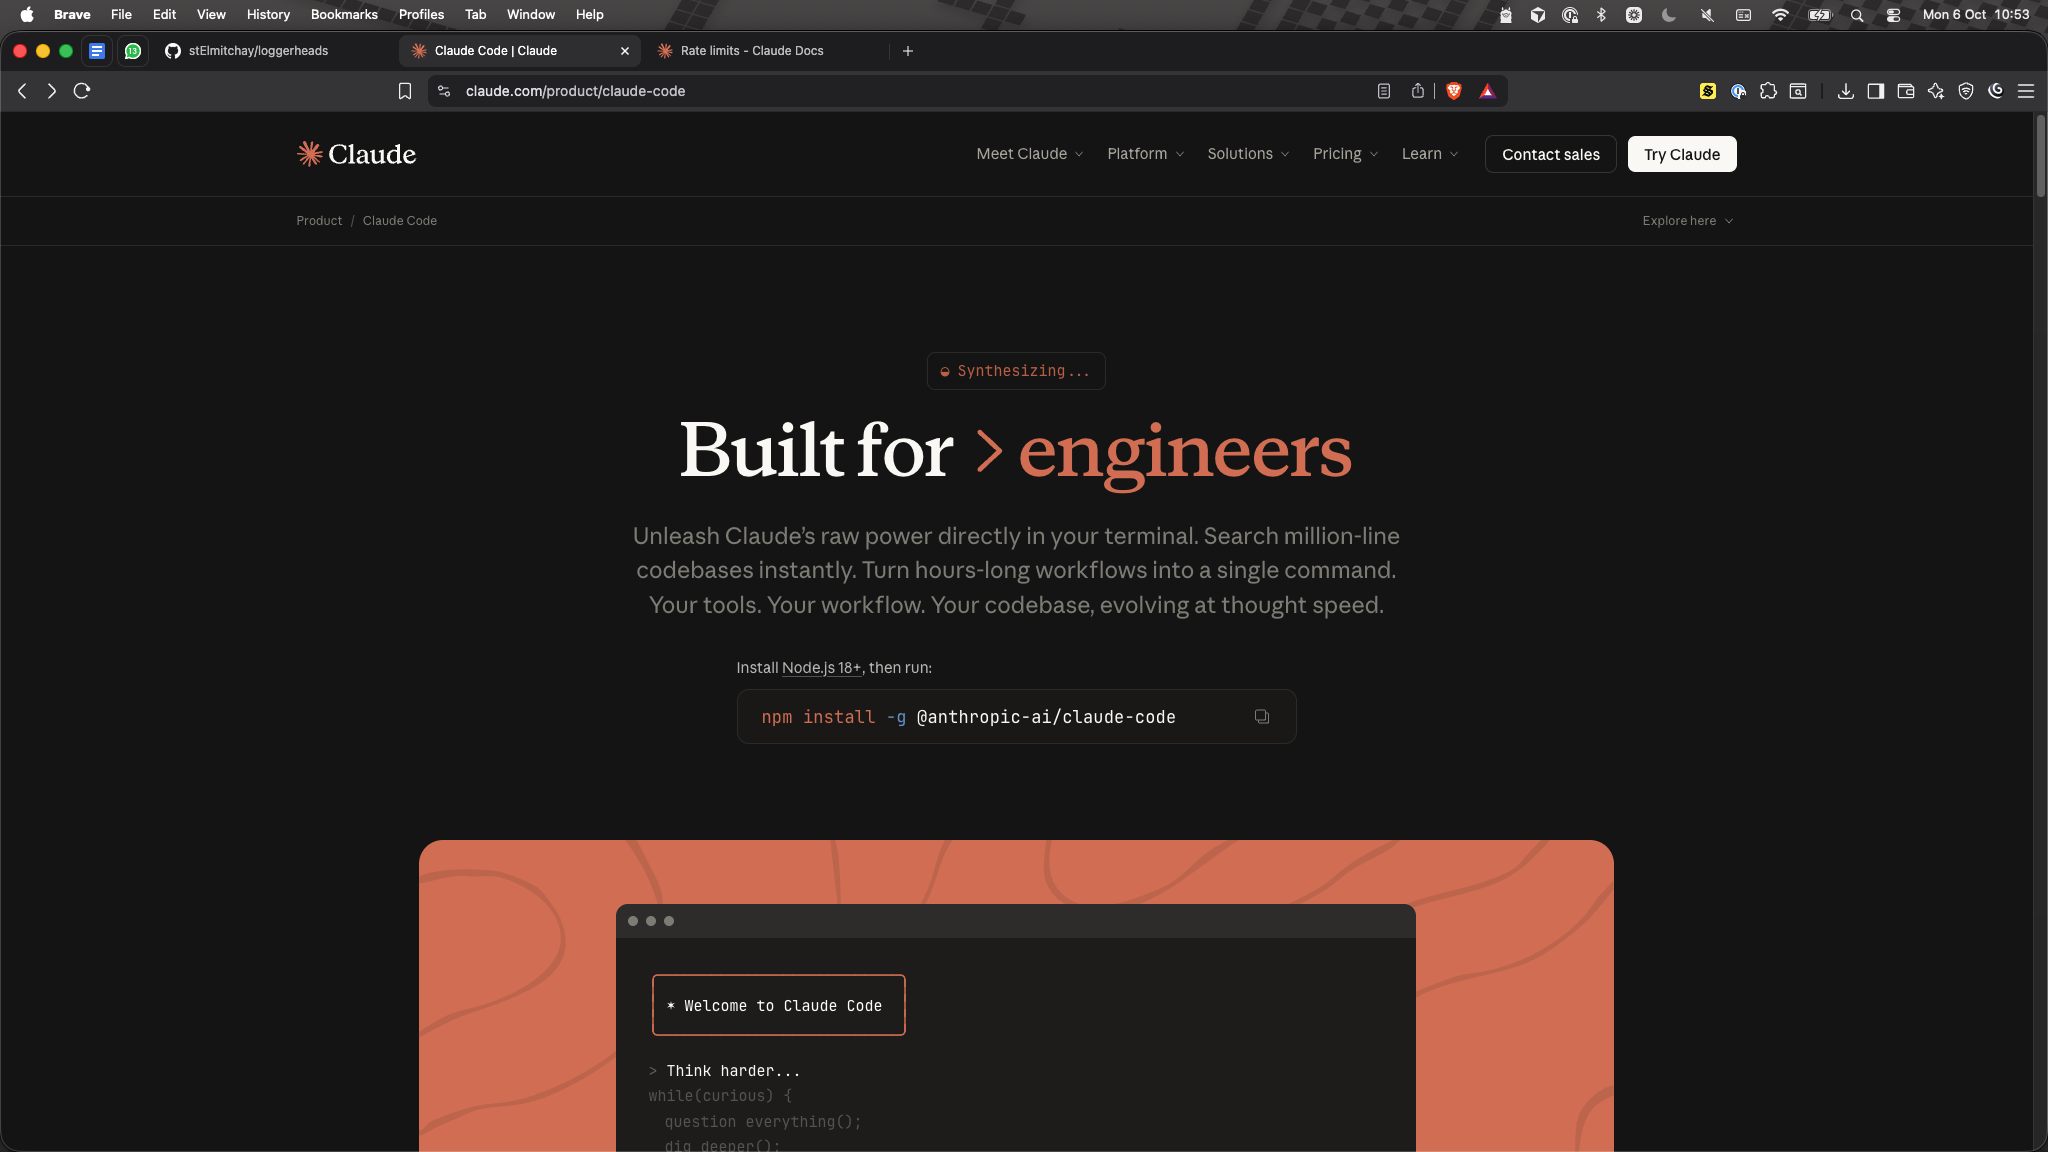 Brave File Edit View History Bookmarks Profiles Tab Window Help Mon 6 Oct 10:53
13 stElmitchay/loggerheads Claude Code | Claude Rate limits - Claude Docs
claude.com/product/claude-code
Claude Meet Claude Platform Solutions Pricing Learn Contact sales Try Claude
Product / Claude Code Explore here
Synthesizing...
Built for > engineers
Unleash Claude’s raw power directly in your terminal. Search million-line
codebases instantly. Turn hours-long workflows into a single command.
Your tools. Your workflow. Your codebase, evolving at thought speed.
Install Node.js 18+, then run:
npm install -g @anthropic-ai/claude-code
* Welcome to Claude Code
> Think harder...
while(curious) {
question everything();
dig deeper();